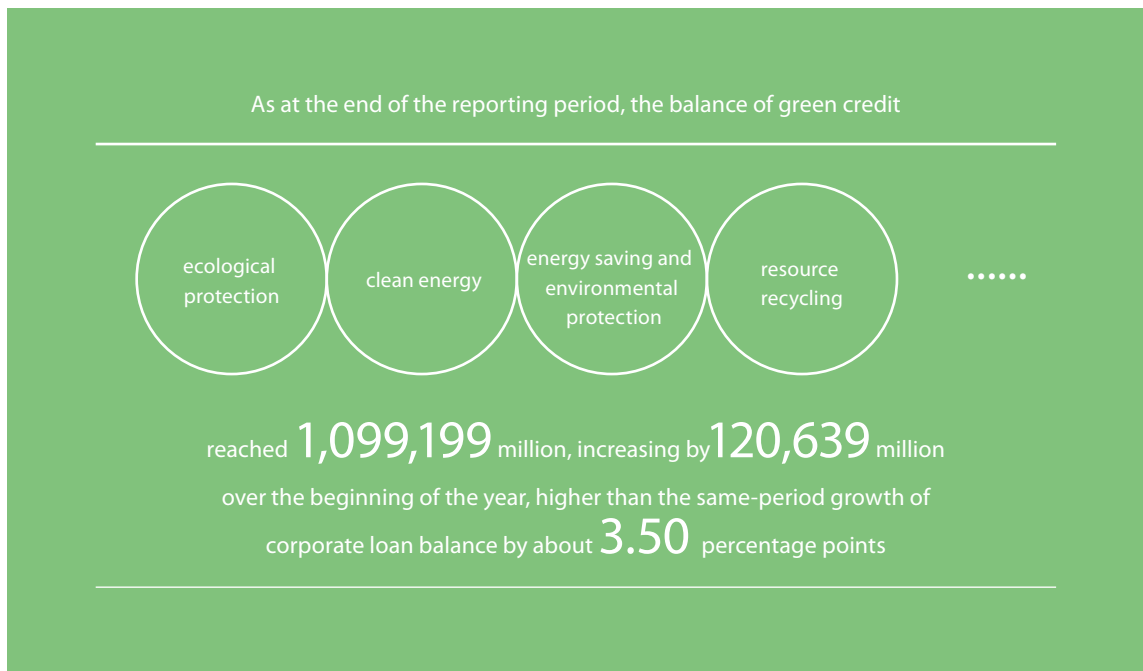 As at the end of the reporting period, the balance of green credit
ecological
protection
clean energy
energy saving and
environmental
protection
resource
recycling
......
reached 1,099,199 million, increasing by 120,639 million
over the beginning of the year, higher than the same-period growth of
corporate loan balance by about 3.50 percentage points